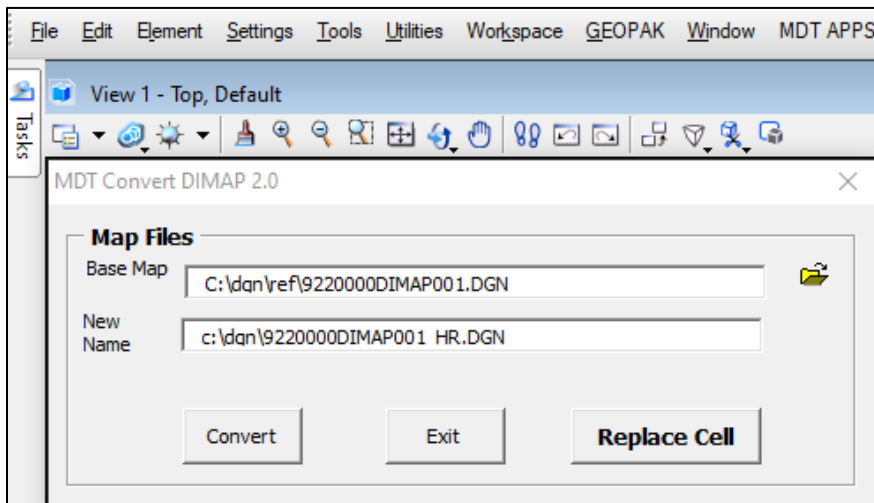 File Edit Element Settings Tools Utilities Workspace GEOPAK Window MDT APPS
Tasks
View 1 - Top, Default
MDT Convert DIMAP 2.0
Map Files
Base Map C:\dgn\ref\9220000DIMAP001.DGN
New Name c:\dgn\9220000DIMAP001 HR.DGN
Convert Exit Replace Cell